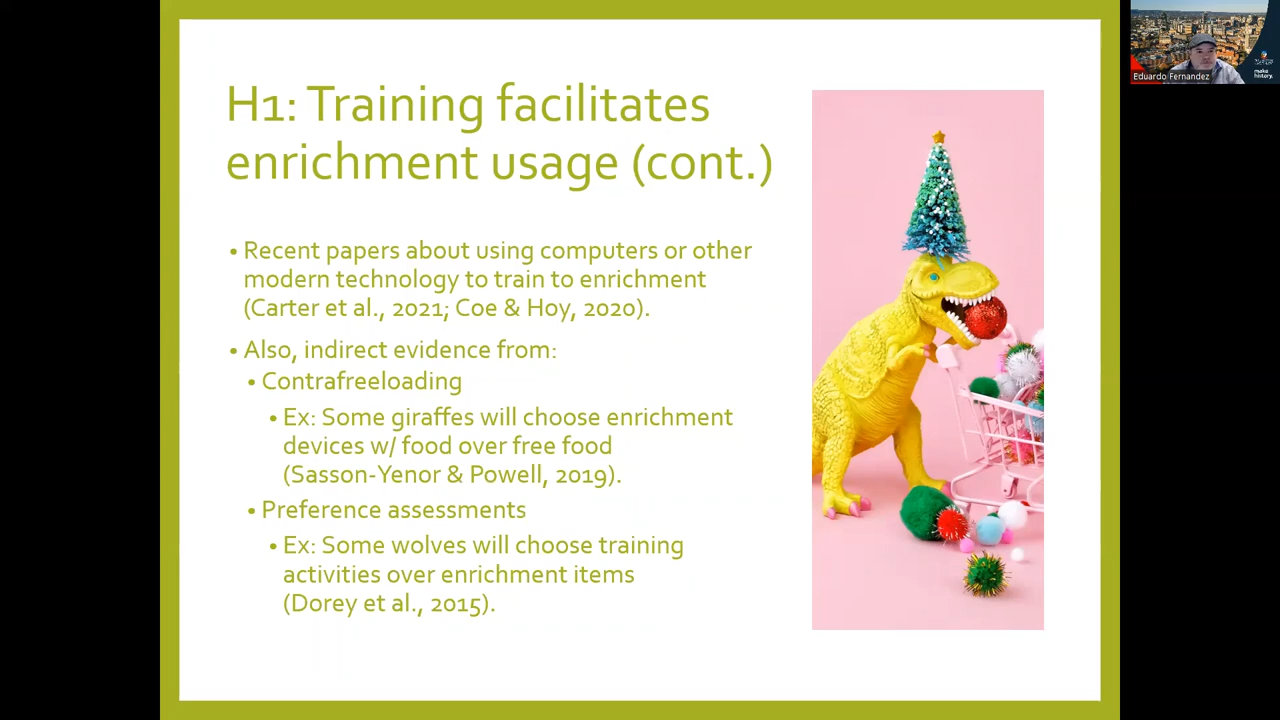 H1: Training facilitates
enrichment usage (cont.)
• Recent papers about using computers or other
modern technology to train to enrichment
(Carter et al., 2021; Coe & Hoy, 2020).
• Also, indirect evidence from:
• Contrafreeloading
• Ex: Some giraffes will choose enrichment
devices w/ food over free food
(Sasson-Yenor & Powell, 2019).
• Preference assessments
• Ex: Some wolves will choose training
activities over enrichment items
(Dorey et al., 2015).
Eduardo Fernandez
make
history.